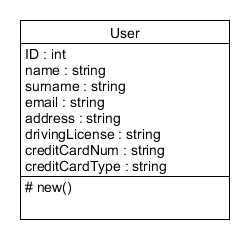 User
ID : int
name : string
surname : string
email : string
address : string
drivingLicense : string
creditCardNum : string
creditCardType : string
# new()